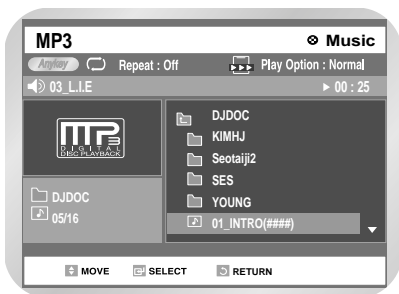 MP3 Music
Anykey Repeat : Off Play Option : Normal
03_L.I.E 00 : 25
MP3
DIGITAL
DISC PLAYBACK
DJDOC
05/16
DJDOC
KIMHJ
Seotaiji2
SES
YOUNG
01_INTRO(####)
MOVE SELECT RETURN